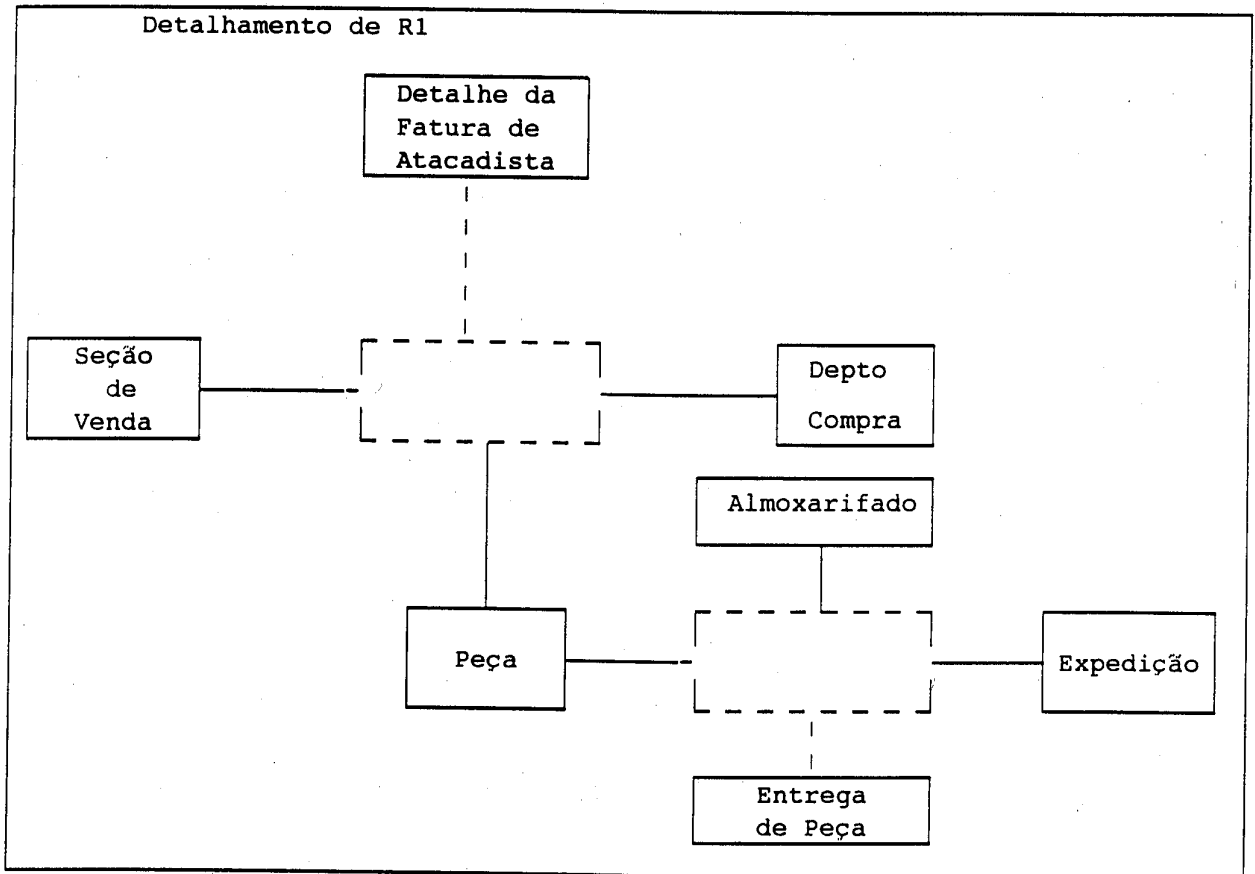 Detalhamento de R1
Detalhe da
Fatura de
Atacadista
Seção
de
Venda
Depto
Compra
Almoxarifado
Peça
Expedição
Entrega
de Peça